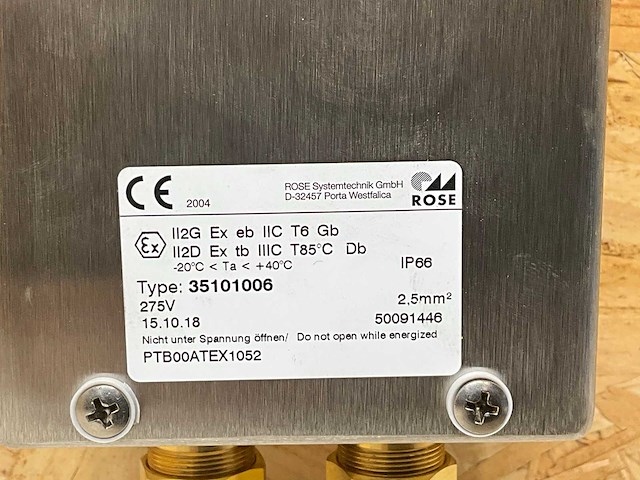 CE 2004 ROSE Systemtechnik GmbH
D-32457 Porta Westfalica
ROSE
Ex II2G Ex eb IIC T6 Gb
II2D Ex tb IIIC T85°C Db
-20°C < Ta < +40°C IP66
Type: 35101006
275V 2,5mm²
15.10.18 50091446
Nicht unter Spannung öffnen/ Do not open while energized
PTB00ATEX1052